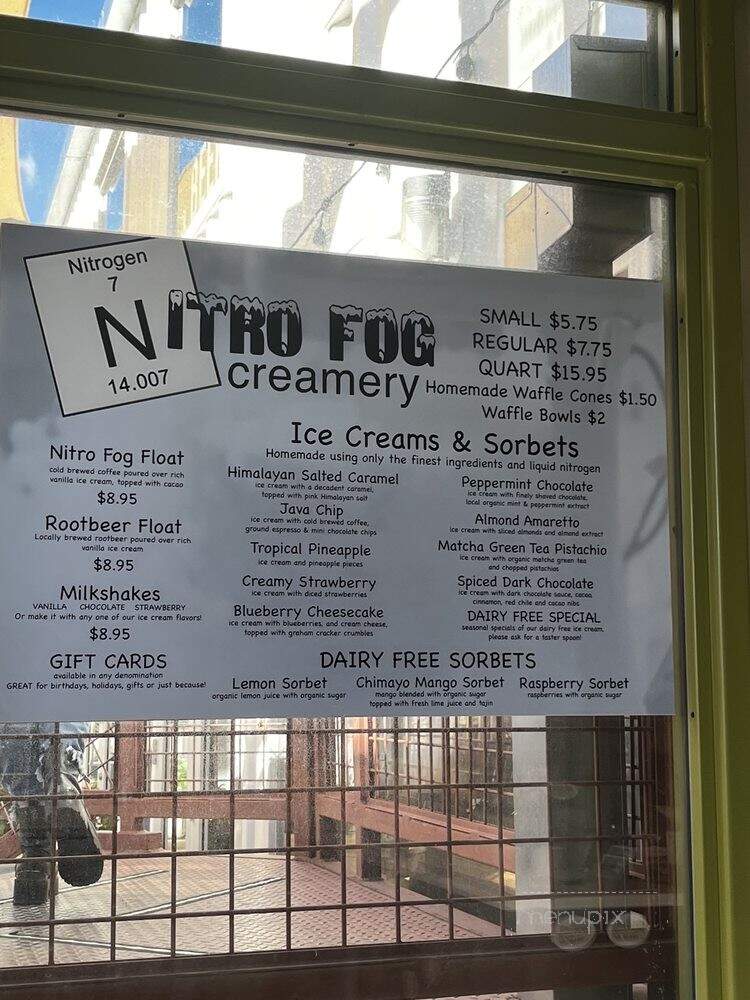 Nitrogen
7
NITRO FOG
14.007
creamery
SMALL $5.75
REGULAR $7.75
QUART $15.95
Homemade Waffle Cones $1.50
Waffle Bowls $2
Nitro Fog Float
cold brewed coffee poured over rich
vanilla ice cream, topped with cacao
$8.95
Rootbeer Float
Locally brewed rootbeer poured over rich
vanilla ice cream
$8.95
Milkshakes
VANILLA CHOCOLATE STRAWBERRY
Or make it with any one of our ice cream flavors!
$8.95
GIFT CARDS
available in any denomination
GREAT for birthdays, holidays, gifts or just because!
Ice Creams & Sorbets
Homemade using only the finest ingredients and liquid nitrogen
Himalayan Salted Caramel
ice cream with a decadent caramel,
topped with pink Himalayan salt
Java Chip
ice cream with cold brewed coffee,
ground espresso & mini chocolate chips
Tropical Pineapple
ice cream and pineapple pieces
Creamy Strawberry
ice cream with diced strawberries
Blueberry Cheesecake
ice cream with blueberries, and cream cheese,
topped with graham cracker crumbles
Peppermint Chocolate
ice cream with finely shaved chocolate,
local organic mint & peppermint extract
Almond Amaretto
ice cream with sliced almonds and almond extract
Matcha Green Tea Pistachio
ice cream with organic matcha green tea
and chopped pistachios
Spiced Dark Chocolate
ice cream with dark chocolate sauce, cacao,
cinnamon, red chile and cacao nibs
DAIRY FREE SPECIAL
seasonal specials of our dairy free ice cream,
please ask for a taster spoon!
DAIRY FREE SORBETS
Lemon Sorbet
organic lemon juice with organic sugar
Chimayo Mango Sorbet
mango blended with organic sugar
topped with fresh lime juice and tajin
Raspberry Sorbet
raspberries with organic sugar
menupix